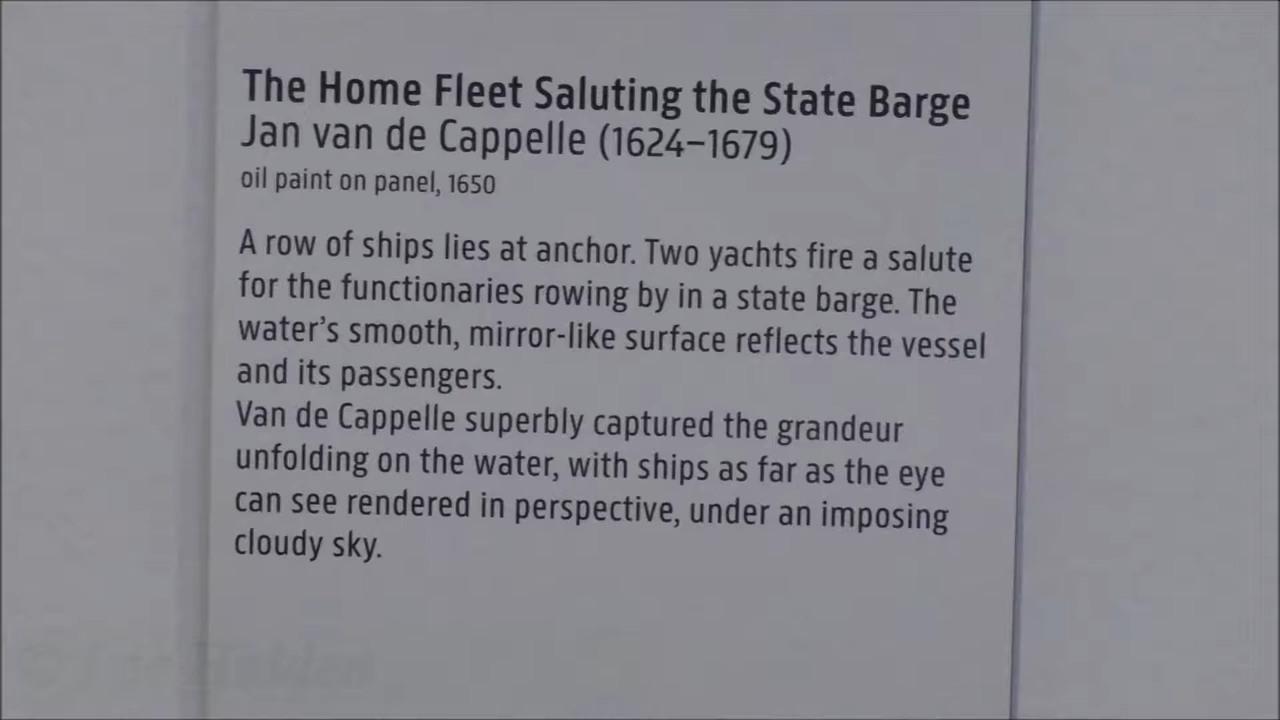 The Home Fleet Saluting the State Barge
Jan van de Cappelle (1624–1679)
oil paint on panel, 1650
A row of ships lies at anchor. Two yachts fire a salute
for the functionaries rowing by in a state barge. The
water's smooth, mirror-like surface reflects the vessel
and its passengers.
Van de Cappelle superbly captured the grandeur
unfolding on the water, with ships as far as the eye
can see rendered in perspective, under an imposing
cloudy sky.